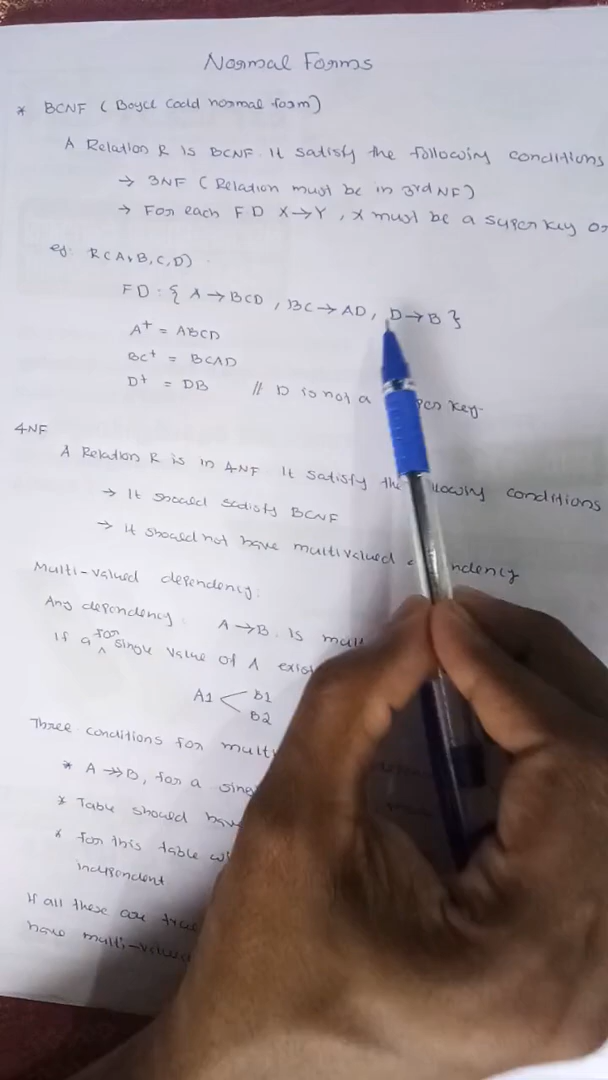 Normal Forms
* BCNF ( Boyce Codd normal form)
A Relation R is BCNF. It satisfy the following conditions
→ 3NF ( Relation must be in 3rd NF)
→ For each FD X→Y, X must be a super key or
eg: R(A,B,C,D)
FD: { A→BCD, BC→AD, D→B }
A⁺ = ABCD
BC⁺ = BCAD
D⁺ = DB // D is not a key.
4NF
A Relation R is in 4NF It satisfy the conditions
→ It should satisfy BCNF
→ It should not have multivalued
Multi-valued dependency:
Any dependency: A→B. Is
If a for single value of A
A1 < B1
B2
Three conditions for
* A →→ B, for a
* Table should
* for this table
independent
If all these are
have